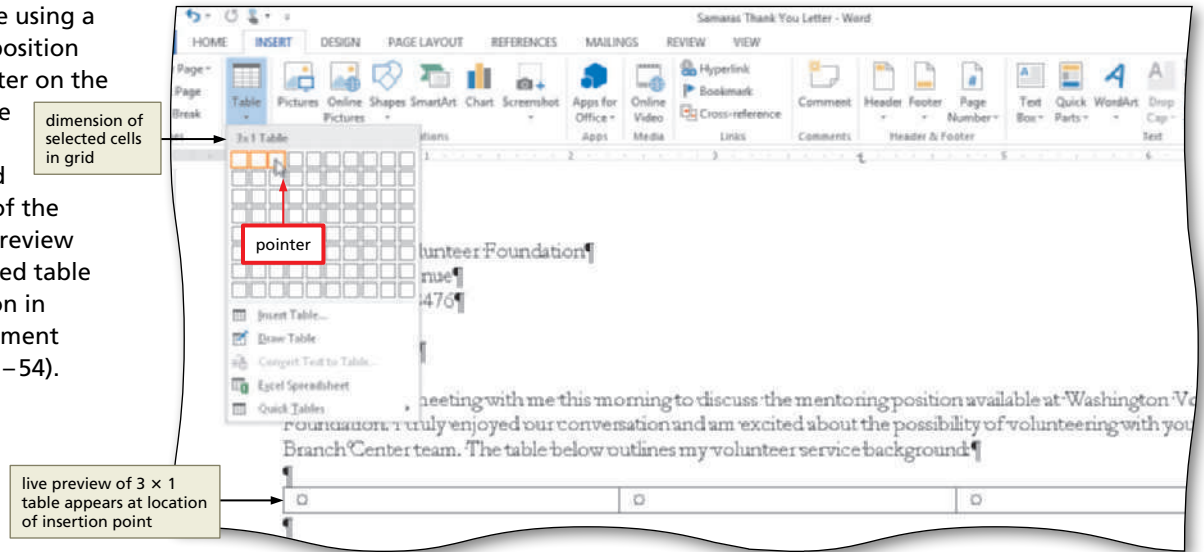 e using a
position
ter on the
e
d
of the
review
ed table
on in
ment
–54).
dimension of
selected cells
in grid
Samaras Thank You Letter - Word
HOME INSERT DESIGN PAGE LAYOUT REFERENCES MAILINGS REVIEW VIEW
Page
Page
Break
Table
Pictures
Online
Pictures
Shapes
SmartArt
Chart
Screenshot
Apps for
Office
Apps
Online
Video
Media
Hyperlink
Bookmark
Cross-reference
Links
Comment
Comments
Header
Footer
Page
Number
Header & Footer
Text
Box
Quick
Parts
WordArt
Drop
Cap
Text
3x1 Table
1 2 3 4 5 6
pointer
Insert Table...
Draw Table
Convert Text to Table...
Excel Spreadsheet
Quick Tables
lunteer·Foundation¶
nue¶
476¶
¶
neeting·with·me·this·morning·to·discuss·the·mentoring·position·available·at·Washington·Vo
Foundation.·I·truly·enjoyed·our·conversation·and·am·excited·about·the·possibility·of·volunteering·with·you
Branch°Center·team.·The·table·below·outlines·my·volunteer·service·background:¶
¶
live preview of 3 × 1
table appears at location
of insertion point
¤ ¤ ¤
¶